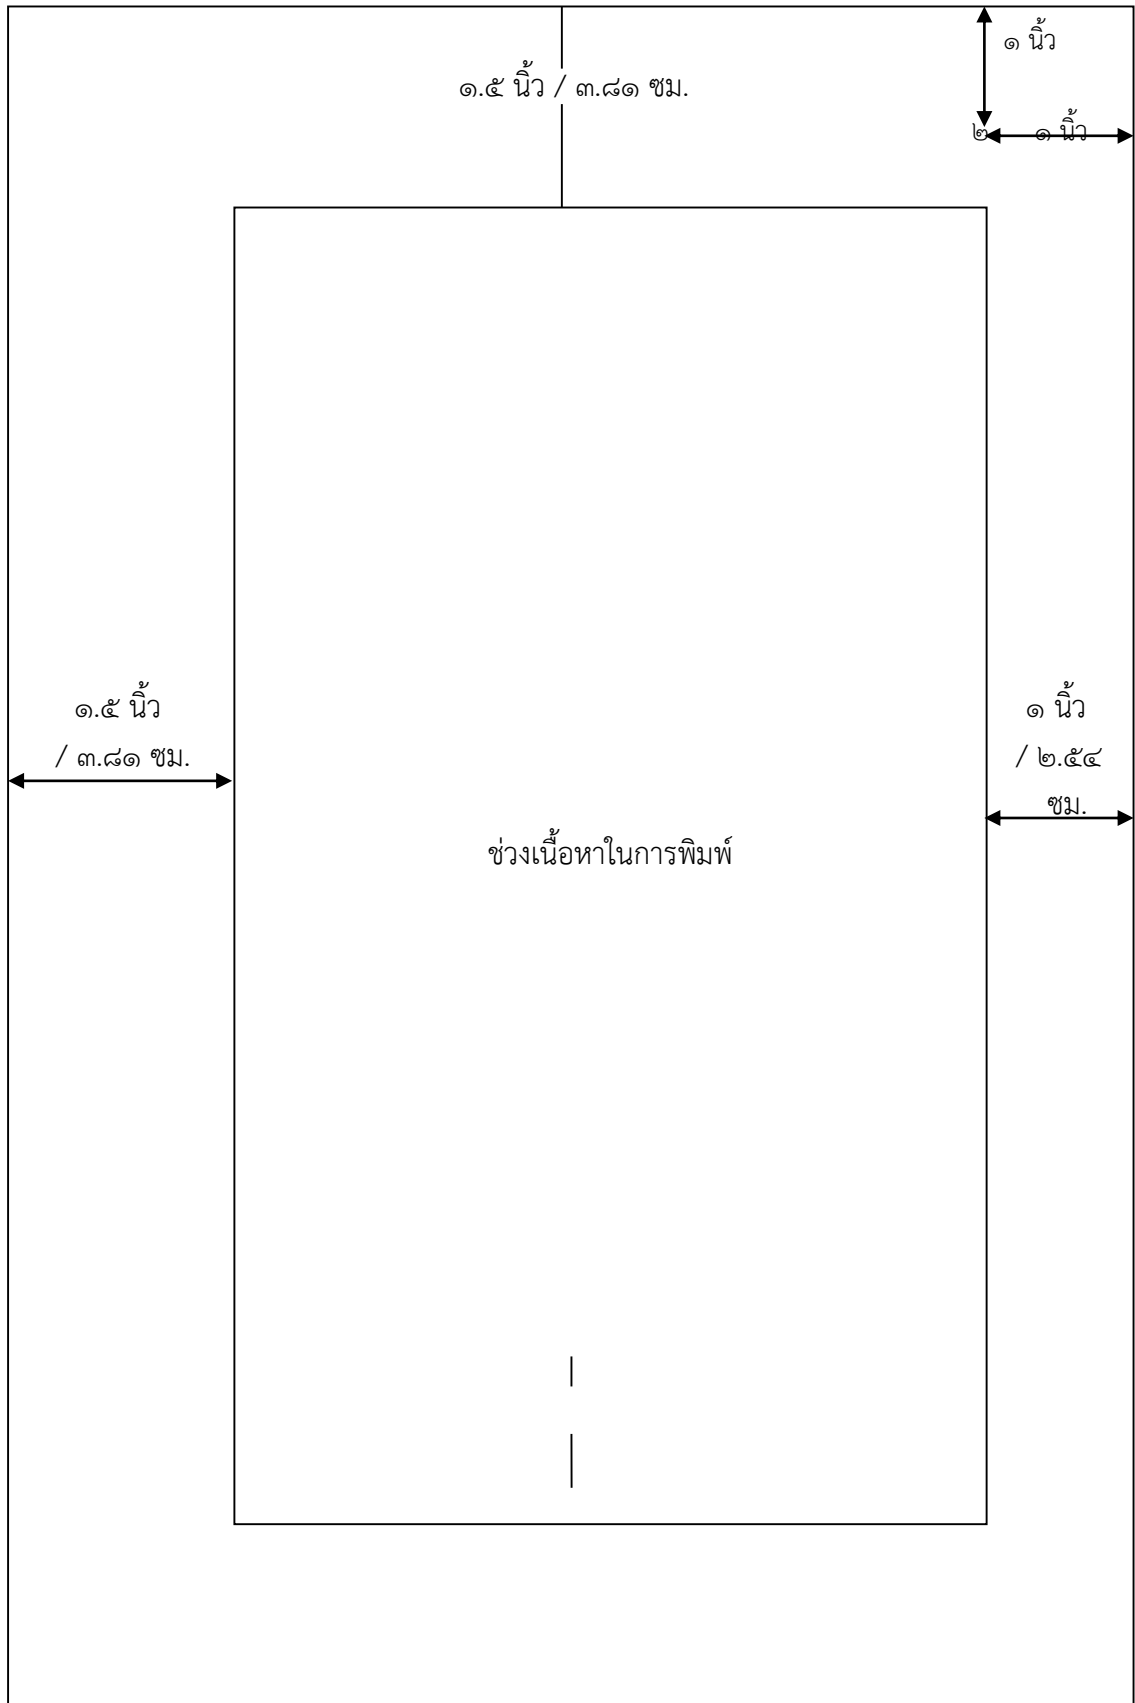 ๑ นิ้ว
๑.๕ นิ้ว / ๓.๘๑ ซม.
๒ ๑ นิ้ว
๑.๕ นิ้ว
/ ๓.๘๑ ซม.
๑ นิ้ว
/ ๒.๕๔
ซม.
ช่วงเนื้อหาในการพิมพ์